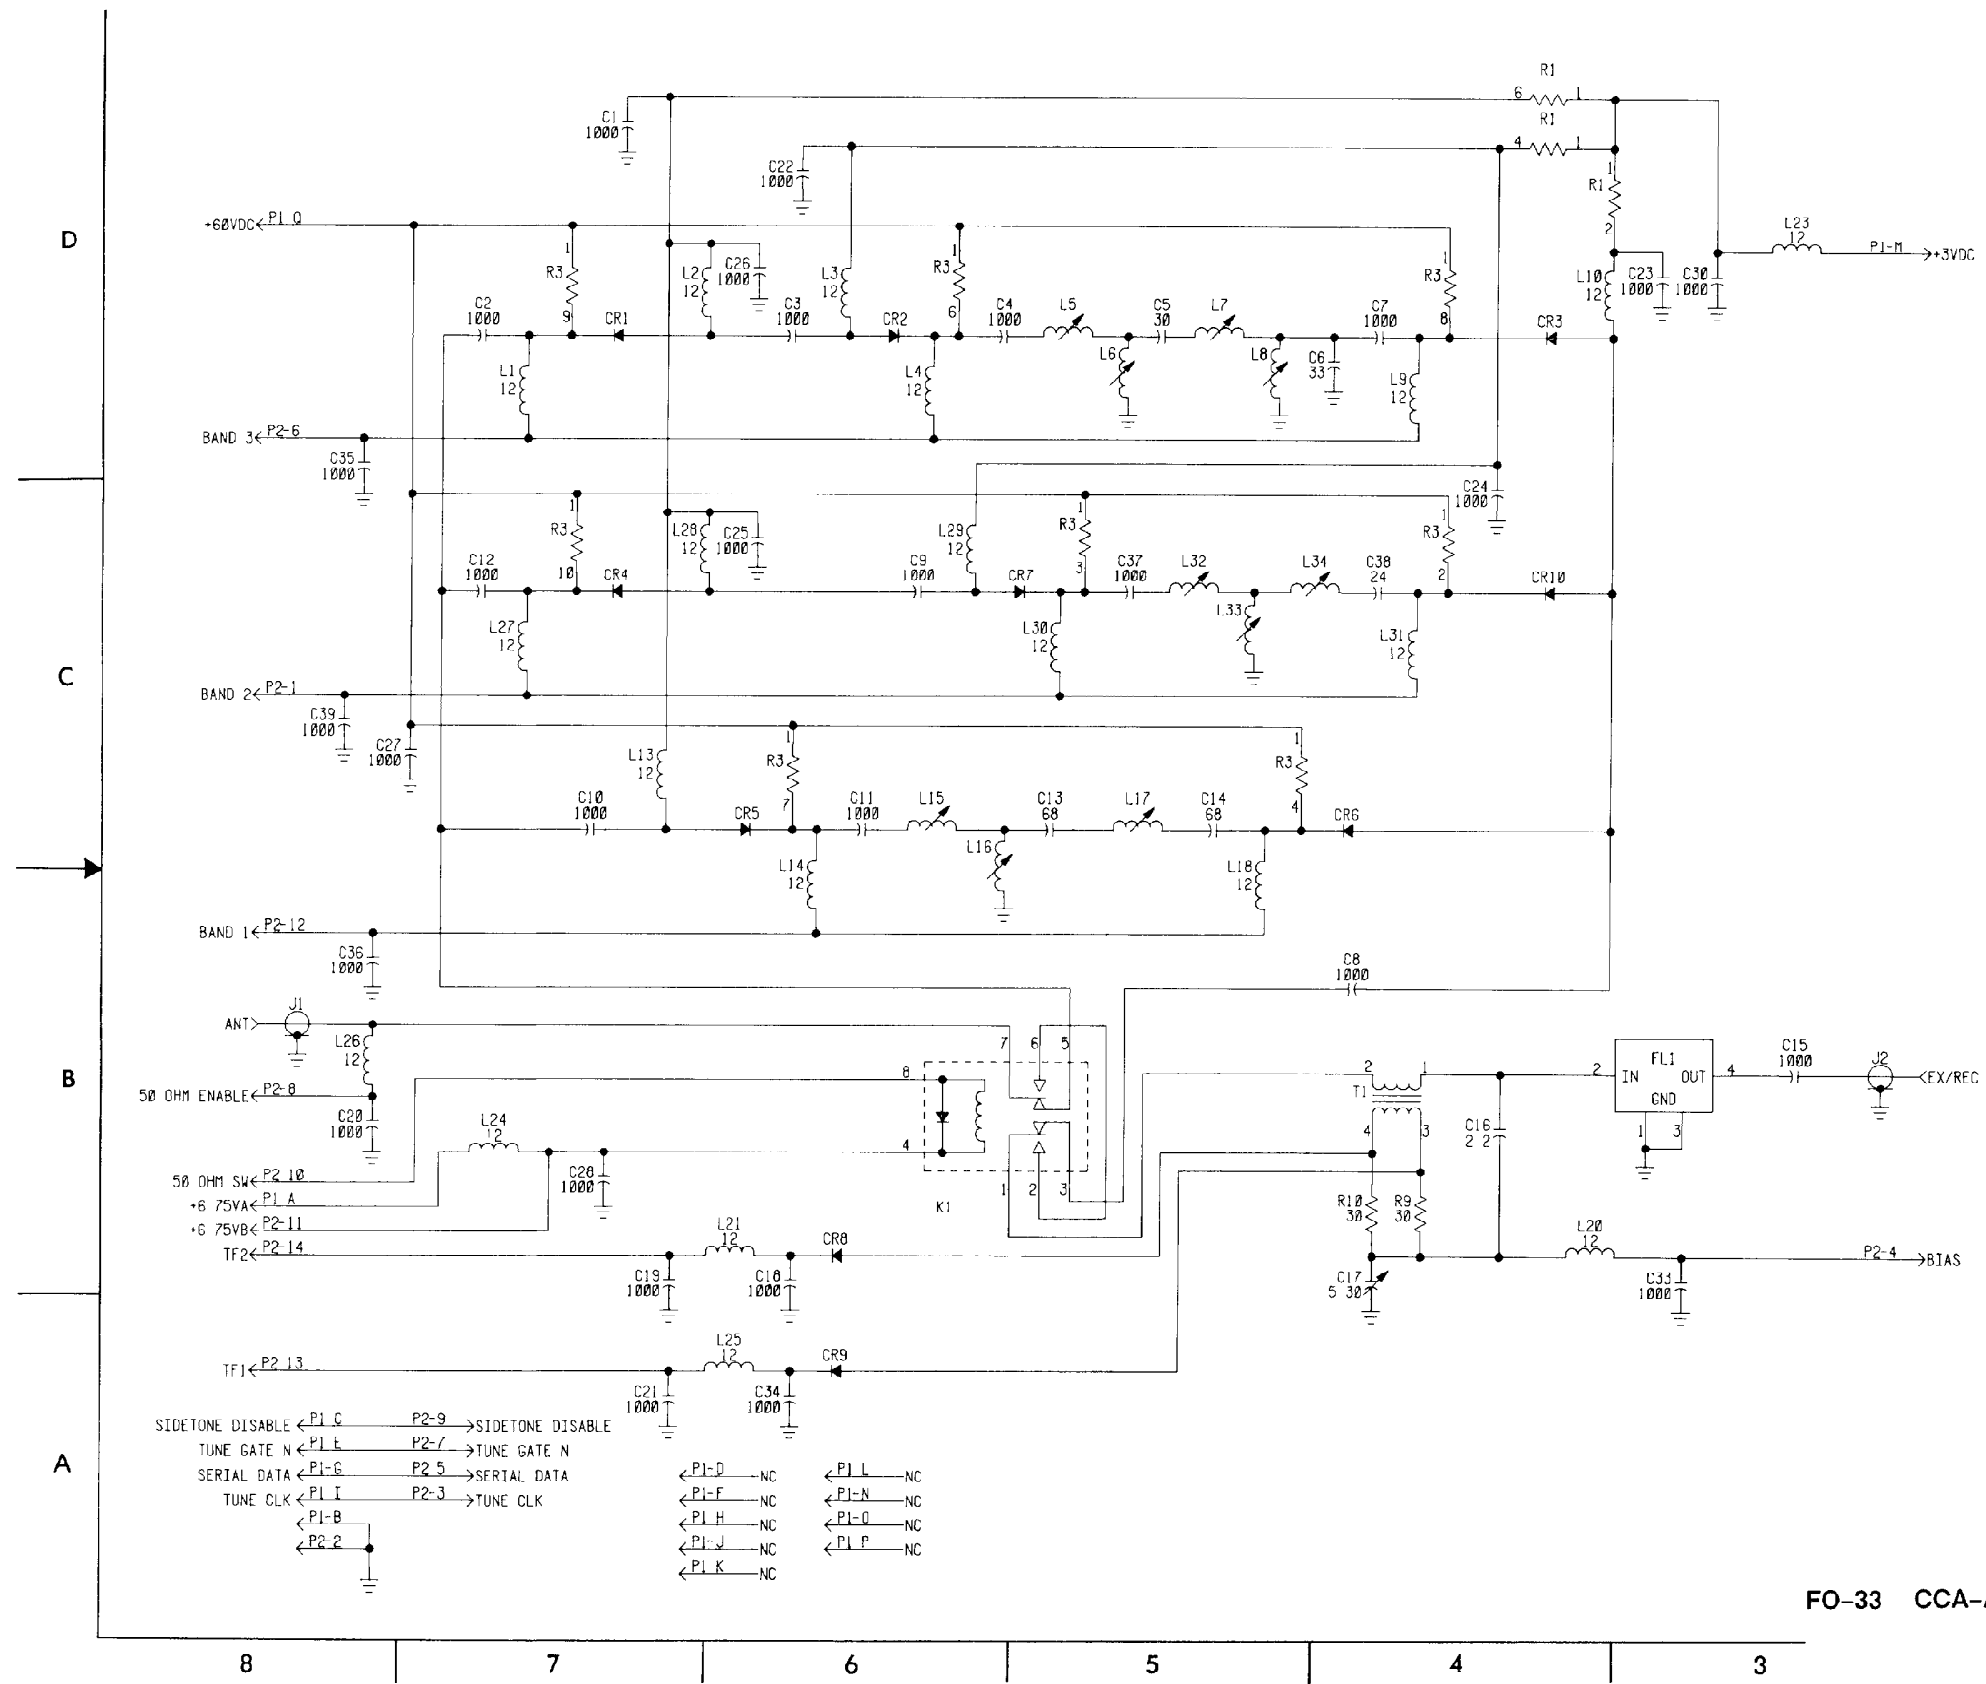 R1
6 1
C1
1000
R1
4 1
C22
1000
1
R1
2
+60VDC P1 Q
L23
12
P1-M +3VDC
1
R3
9
L2
12
C26
1000
L3
12
1
R3
6
1
R3
8
L10
12
C23
1000
C30
1000
C2
1000
CR1
C3
1000
CR2
C4
1000
L5
C5
30
L7
C7
1000
CR3
L1
12
L4
12
L6
L8
C6
33
L9
12
BAND 3 P2-6
C35
1000
C24
1000
1
R3
10
L28
12
C25
1000
L29
12
1
R3
3
1
R3
2
C12
1000
CR4
C9
1000
CR7
C37
1000
L32
L34
C38
24
CR10
L27
12
L30
12
L33
L31
12
BAND 2 P2-1
C39
1000
C27
1000
L13
12
1
R3
7
1
R3
4
C10
1000
CR5
C11
1000
L15
C13
68
L17
C14
68
CR6
L14
12
L16
L18
12
BAND 1 P2-12
C36
1000
C8
1000
J1
ANT
L26
12
7 6 5
8
50 OHM ENABLE P2-8
C20
1000
L24
12
4
C28
1000
1 2 3
K1
50 OHM SW P2 10
+6 75VA P1 A
+6 75VB P2-11
2 1
T1
4 3
C16
2 2
2 IN FL1 OUT 4
GND
1 3
C15
1000
J2
EX/REC
R10
30
R9
30
TF2 P2-14
L21
12
CR8
C19
1000
C18
1000
C17
5 30
L20
12
C33
1000
P2-4 BIAS
TF1 P2 13
L25
12
CR9
C21
1000
C34
1000
SIDETONE DISABLE P1 C P2-9 SIDETONE DISABLE
TUNE GATE N P1 E P2-7 TUNE GATE N
SERIAL DATA P1-G P2 5 SERIAL DATA
TUNE CLK P1 I P2-3 TUNE CLK
P1-B
P2 2
P1-D NC P1 L NC
P1-F NC P1-N NC
P1 H NC P1-O NC
P1-J NC P1 P NC
P1 K NC
D
C
B
A
FO-33 CCA-
8 7 6 5 4 3